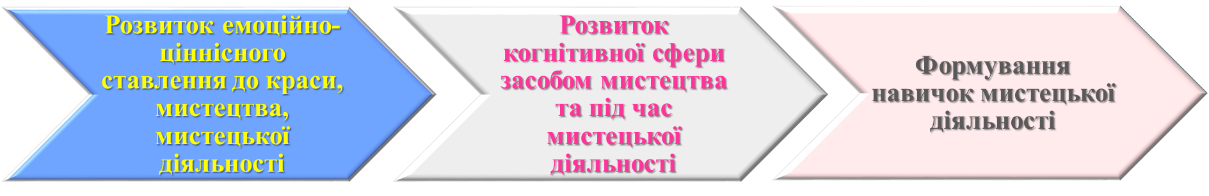 Розвиток емоційно-
ціннісного
ставлення до краси,
мистецтва,
мистецької
діяльності
Розвиток
когнітивної сфери
засобом мистецтва
та під час
мистецької
діяльності
Формування
навичок мистецької
діяльності